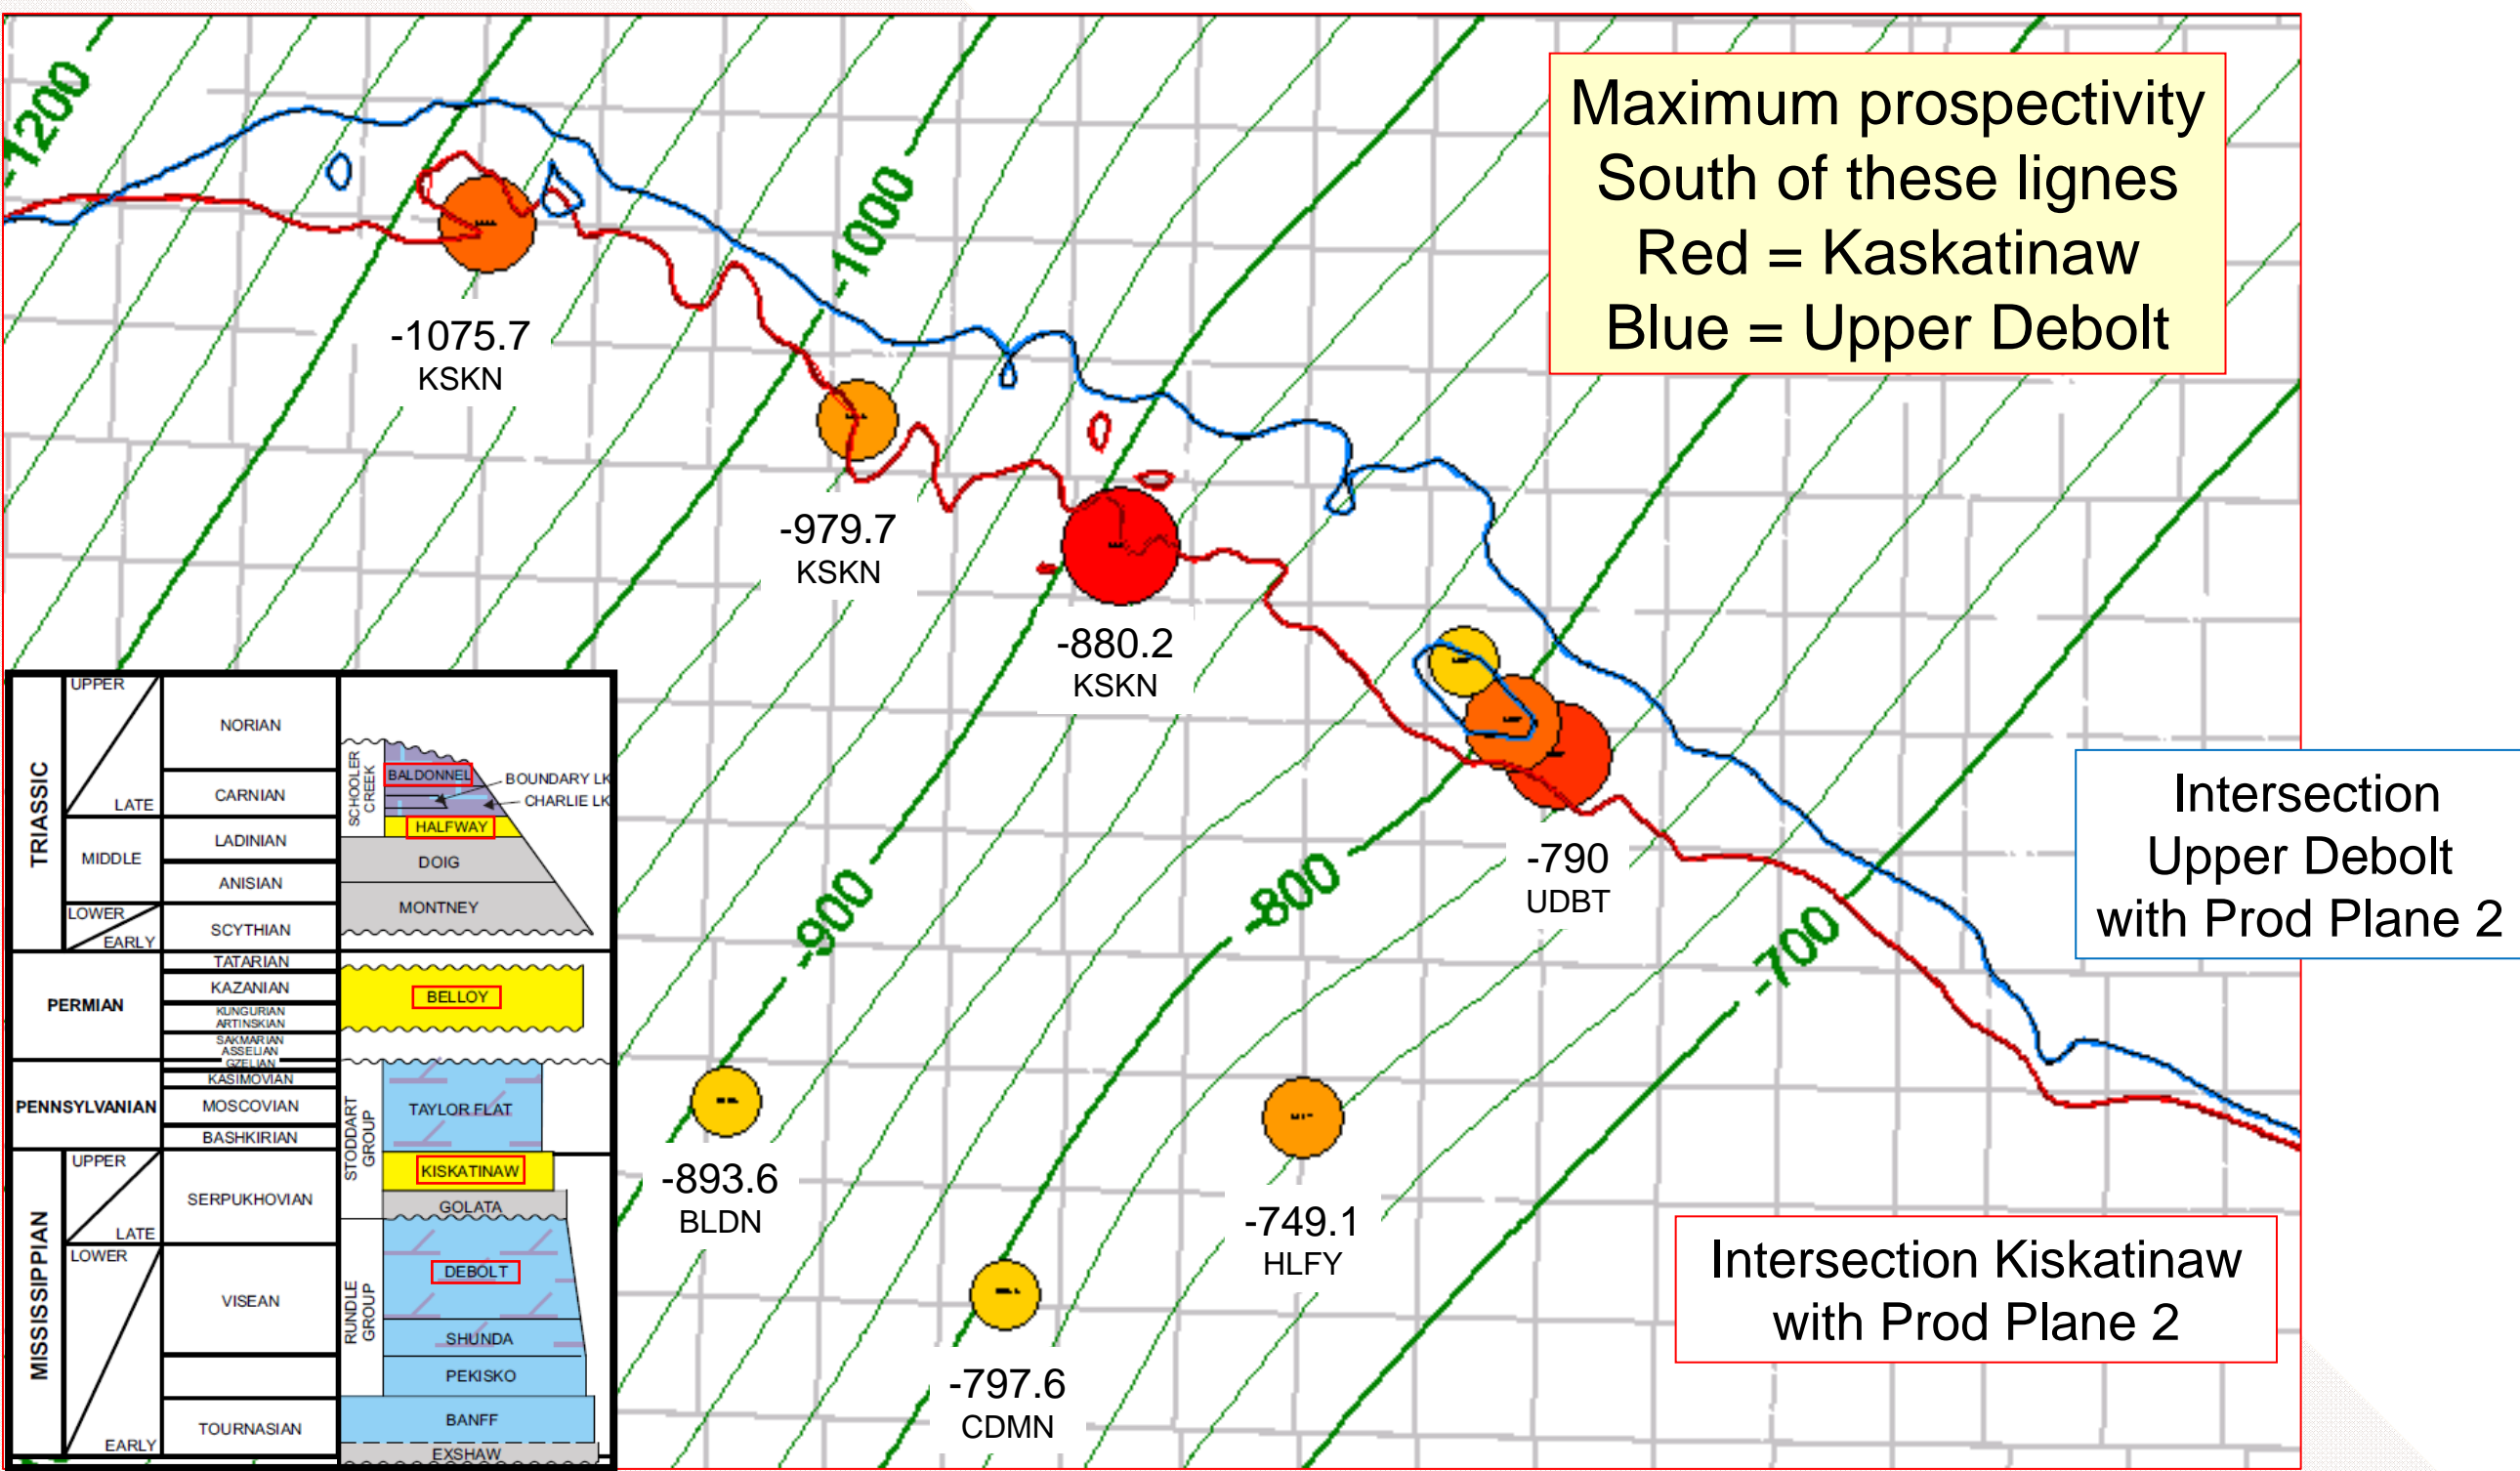 -1200
-1000
-900
-800
-700
Maximum prospectivity
South of these lignes
Red = Kaskatinaw
Blue = Upper Debolt
-1075.7
KSKN
-979.7
KSKN
-880.2
KSKN
-790
UDBT
-893.6
BLDN
-749.1
HLFY
-797.6
CDMN
Intersection
Upper Debolt
with Prod Plane 2
Intersection Kiskatinaw
with Prod Plane 2
TRIASSIC
UPPER
LATE
MIDDLE
LOWER
EARLY
NORIAN
CARNIAN
LADINIAN
ANISIAN
SCYTHIAN
SCHOOLER
CREEK
BALDONNEL
BOUNDARY LK
CHARLIE LK
HALFWAY
DOIG
MONTNEY
PERMIAN
TATARIAN
KAZANIAN
KUNGURIAN
ARTINSKIAN
SAKMARIAN
ASSELIAN
BELLOY
PENNSYLVANIAN
GZELIAN
KASIMOVIAN
MOSCOVIAN
BASHKIRIAN
STODDART
GROUP
TAYLOR FLAT
MISSISSIPPIAN
UPPER
LATE
LOWER
EARLY
SERPUKHOVIAN
VISEAN
TOURNASIAN
KISKATINAW
GOLATA
RUNDLE
GROUP
DEBOLT
SHUNDA
PEKISKO
BANFF
EXSHAW